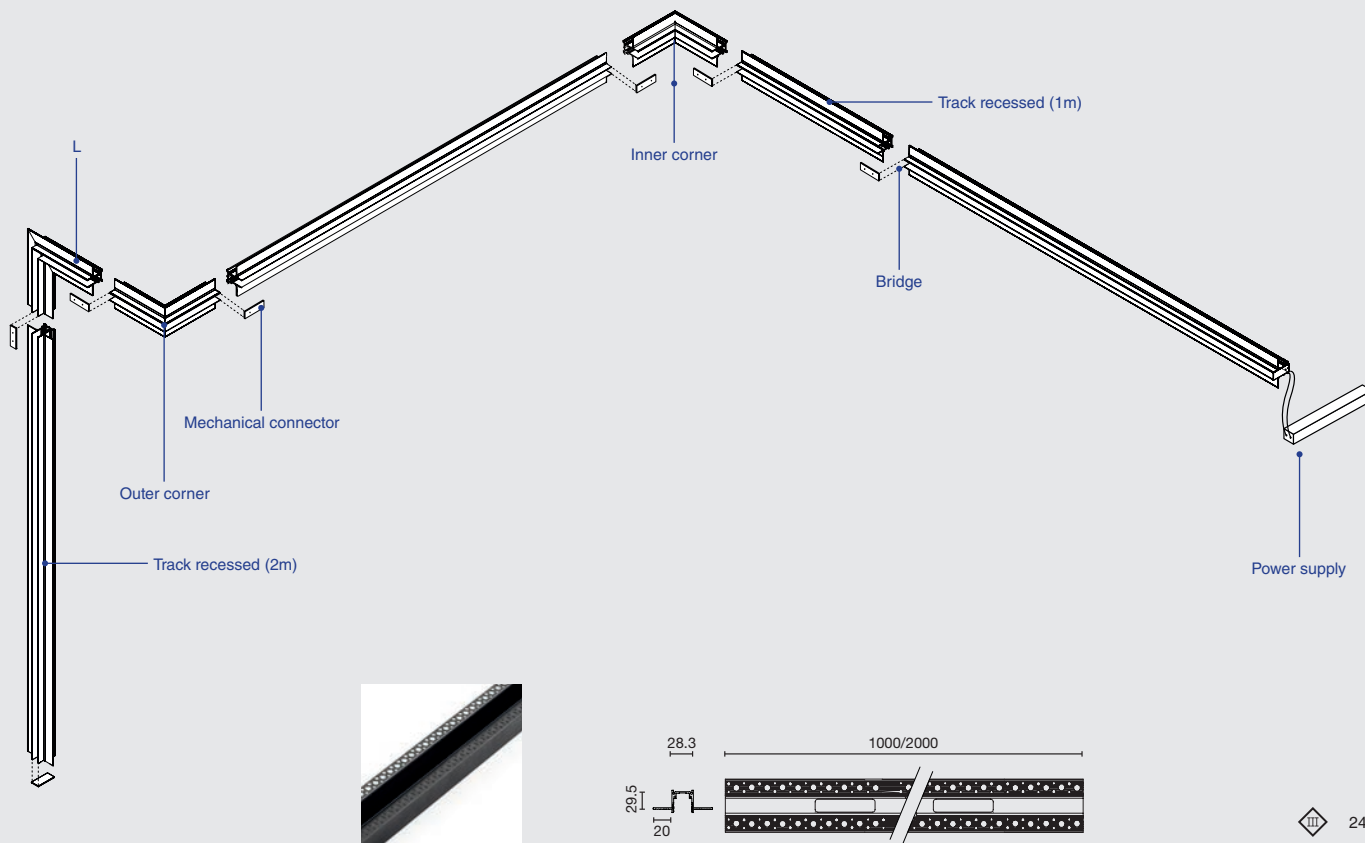 Track recessed (1m)
L
Inner corner
Bridge
Mechanical connector
Outer corner
Track recessed (2m)
Power supply
28.3
1000/2000
29.5
20
III
24